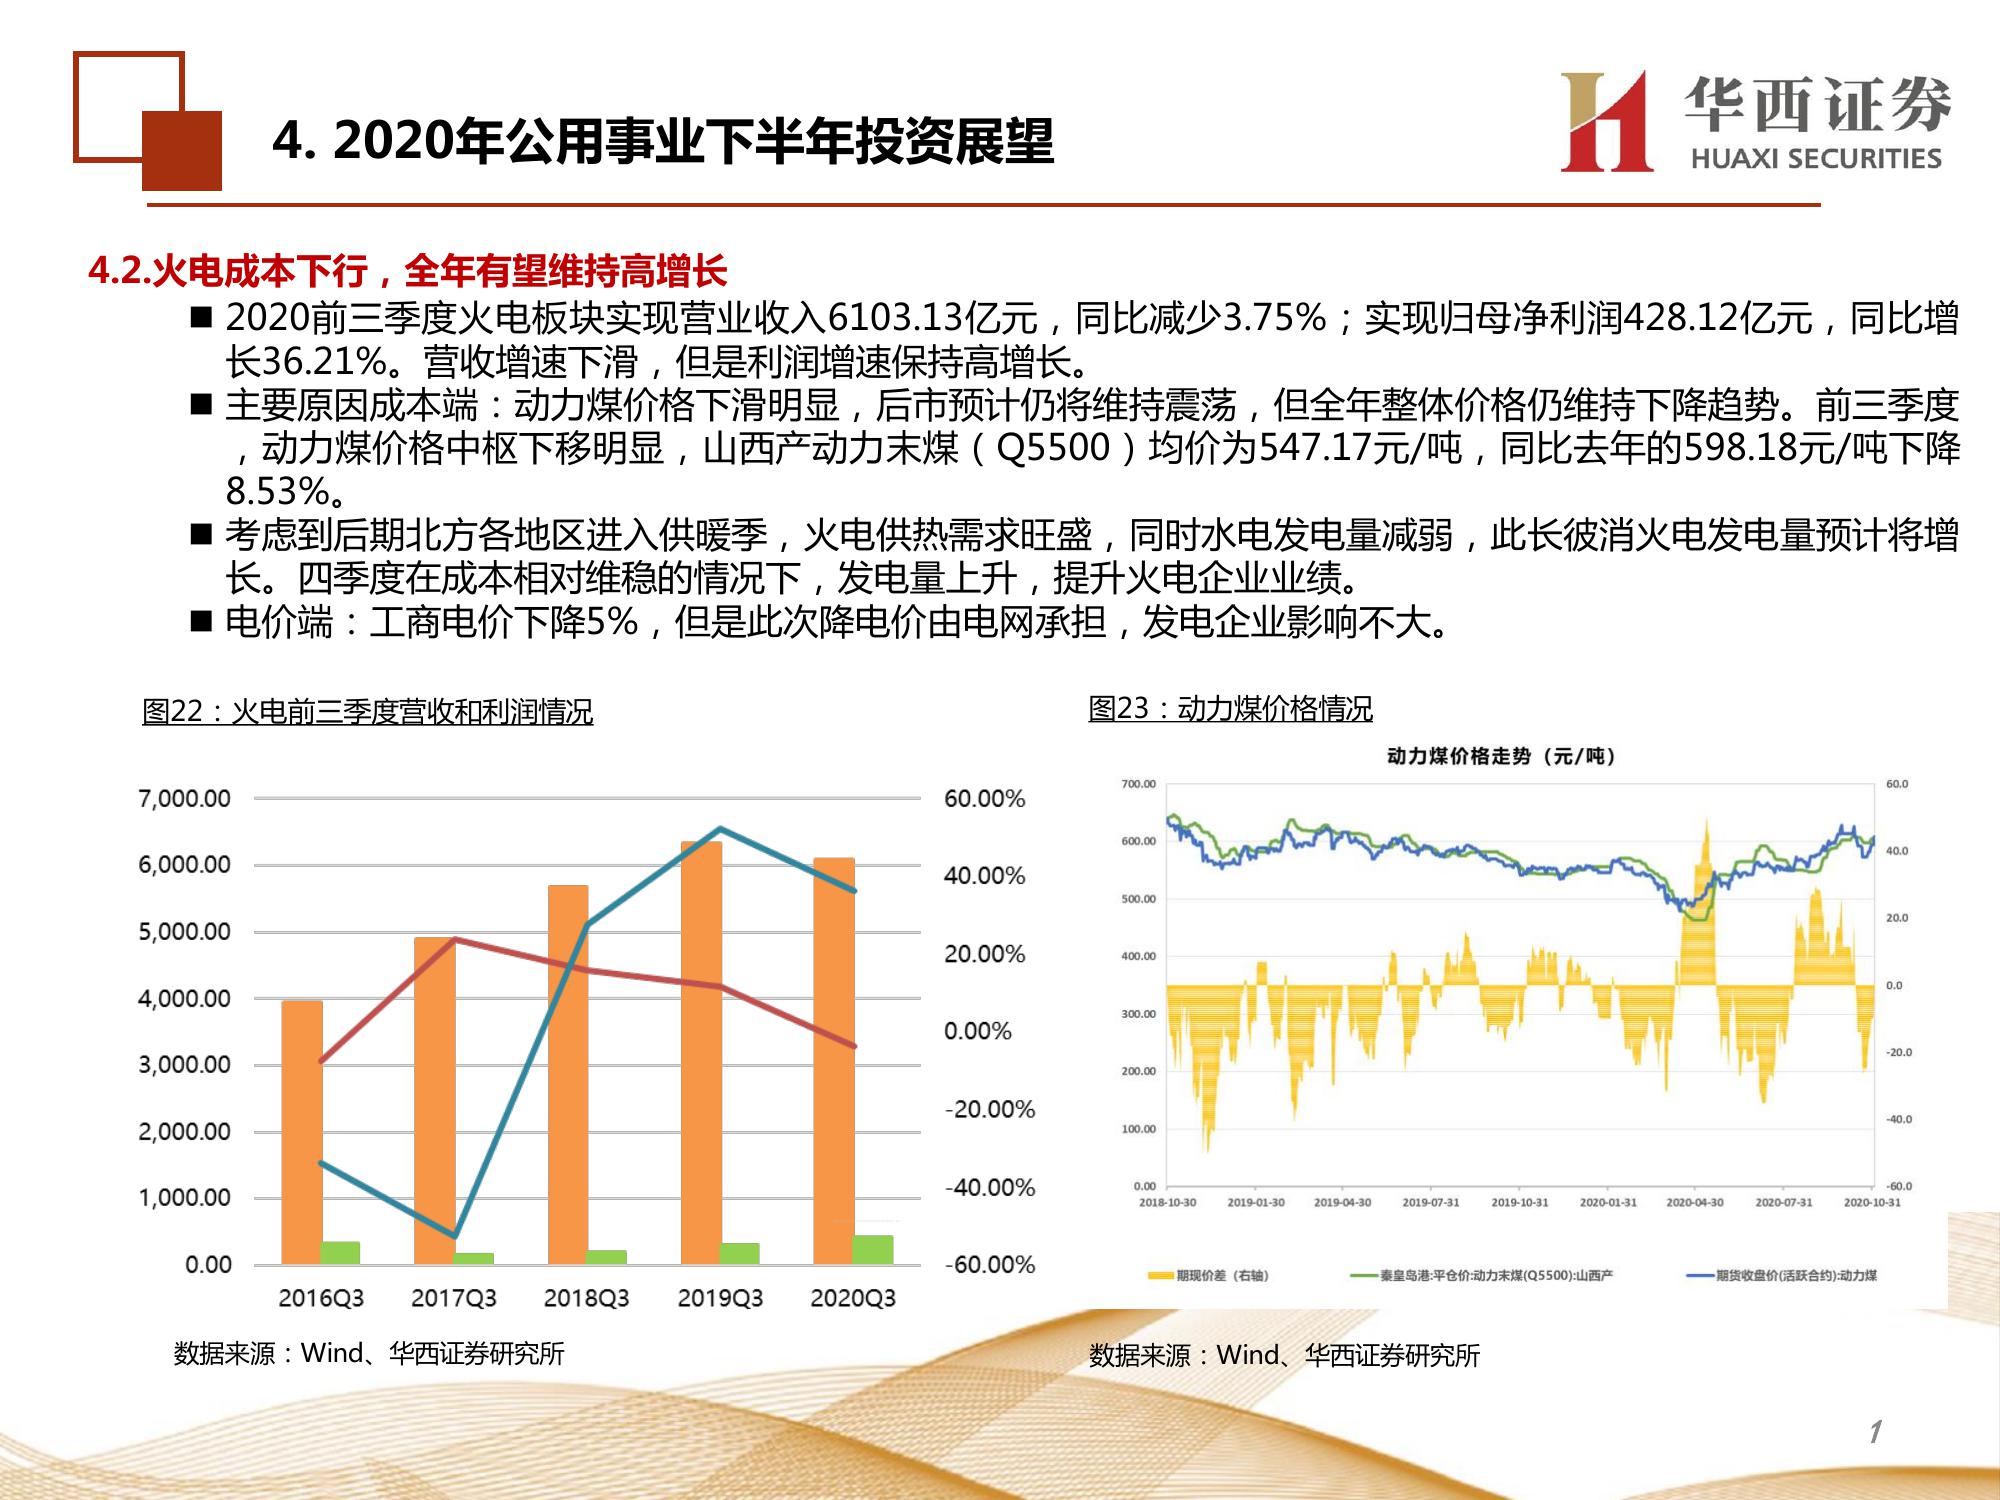 4. 2020年公用事业下半年投资展望
华西证券
HUAXI SECURITIES
4.2.火电成本下行，全年有望维持高增长
■ 2020前三季度火电板块实现营业收入6103.13亿元，同比减少3.75%；实现归母净利润428.12亿元，同比增
长36.21%。营收增速下滑，但是利润增速保持高增长。
■ 主要原因成本端：动力煤价格下滑明显，后市预计仍将维持震荡，但全年整体价格仍维持下降趋势。前三季度
，动力煤价格中枢下移明显，山西产动力末煤（Q5500）均价为547.17元/吨，同比去年的598.18元/吨下降
8.53%。
■ 考虑到后期北方各地区进入供暖季，火电供热需求旺盛，同时水电发电量减弱，此长彼消火电发电量预计将增
长。四季度在成本相对维稳的情况下，发电量上升，提升火电企业业绩。
■ 电价端：工商电价下降5%，但是此次降电价由电网承担，发电企业影响不大。
图22：火电前三季度营收和利润情况
7,000.00
6,000.00
5,000.00
4,000.00
3,000.00
2,000.00
1,000.00
0.00
60.00%
40.00%
20.00%
0.00%
-20.00%
-40.00%
-60.00%
2016Q3 2017Q3 2018Q3 2019Q3 2020Q3
数据来源：Wind、华西证券研究所
图23：动力煤价格情况
动力煤价格走势（元/吨）
700.00
600.00
500.00
400.00
300.00
200.00
100.00
0.00
60.0
40.0
20.0
0.0
-20.0
-40.0
-60.0
2018-10-30 2019-01-30 2019-04-30 2019-07-31 2019-10-31 2020-01-31 2020-04-30 2020-07-31 2020-10-31
期现价差（右轴） 秦皇岛港:平仓价:动力末煤(Q5500):山西产 期货收盘价(活跃合约):动力煤
数据来源：Wind、华西证券研究所
1